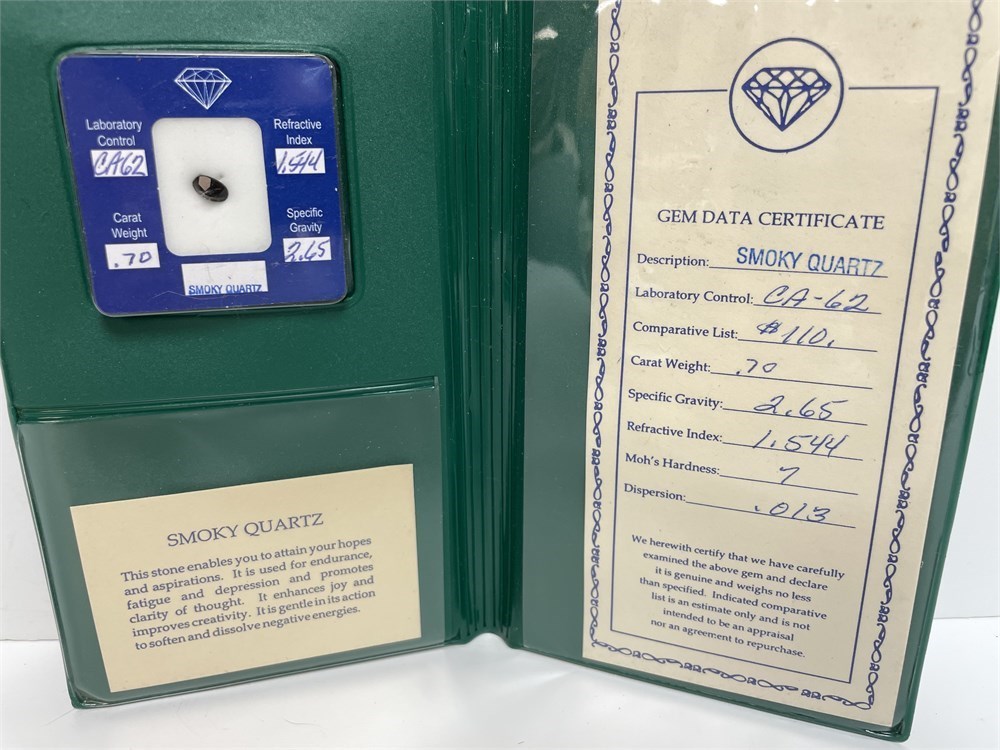 Laboratory
Control
CA62
Refractive
Index
1.544
Carat
Weight
.70
Specific
Gravity
2.65
SMOKY QUARTZ
SMOKY QUARTZ
This stone enables you to attain your hopes
and aspirations. It is used for endurance,
fatigue and depression and promotes
clarity of thought. It enhances joy and
improves creativity. It is gentle in its action
to soften and dissolve negative energies.
GEM DATA CERTIFICATE
Description: SMOKY QUARTZ
Laboratory Control: CA-62
Comparative List: $110.
Carat Weight: .70
Specific Gravity: 2.65
Refractive Index: 1.544
Moh's Hardness: 7
Dispersion: .013
We herewith certify that we have carefully
examined the above gem and declare
it is genuine and weighs no less
than specified. Indicated comparative
list is an estimate only and is not
intended to be an appraisal
nor an agreement to repurchase.